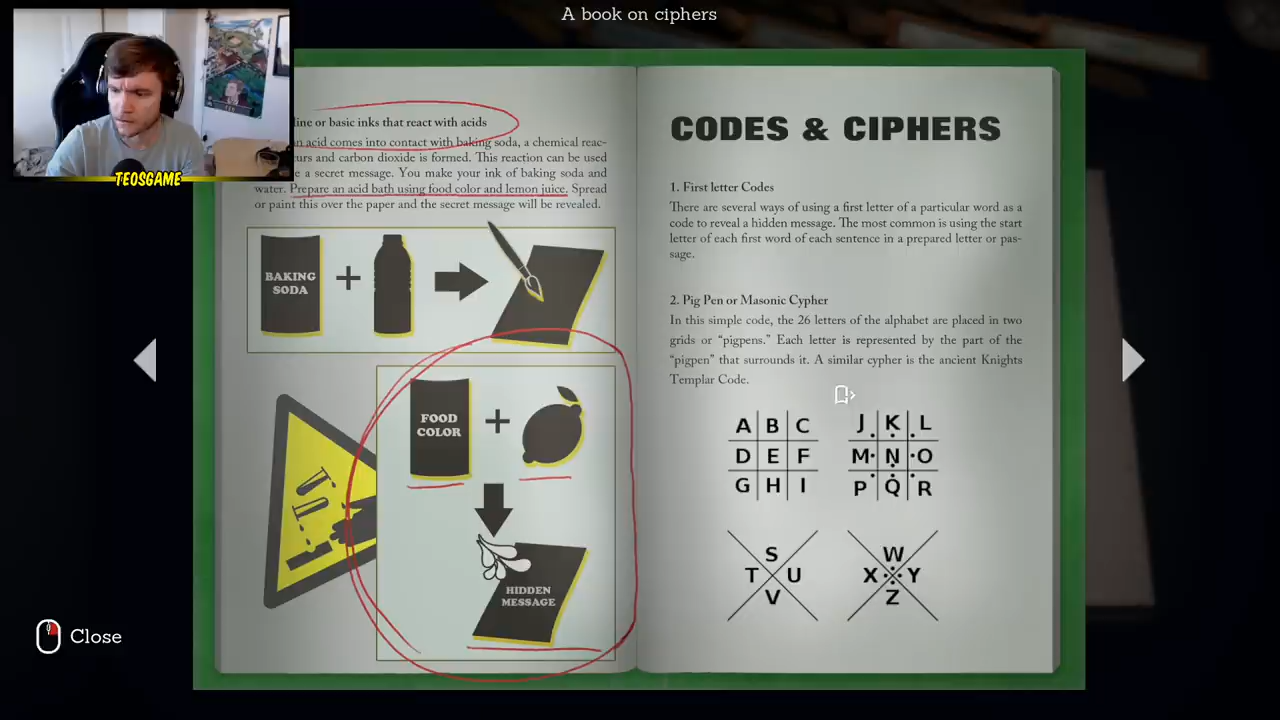 A book on ciphers
TEOSGAME
line or basic inks that react with acids
an acid comes into contact with baking soda, a chemical reac-
curs and carbon dioxide is formed. This reaction can be used
e a secret message. You make your ink of baking soda and
water. Prepare an acid bath using food color and lemon juice. Spread
or paint this over the paper and the secret message will be revealed.
BAKING
SODA
+
FOOD
COLOR
+
HIDDEN
MESSAGE
CODES & CIPHERS
1. First letter Codes
There are several ways of using a first letter of a particular word as a
code to reveal a hidden message. The most common is using the start
letter of each first word of each sentence in a prepared letter or pas-
sage.
2. Pig Pen or Masonic Cypher
In this simple code, the 26 letters of the alphabet are placed in two
grids or “pigpens.” Each letter is represented by the part of the
“pigpen” that surrounds it. A similar cypher is the ancient Knights
Templar Code.
A B C J K L
D E F M N O
G H I P Q R
S W
T U X Y
V Z
Close